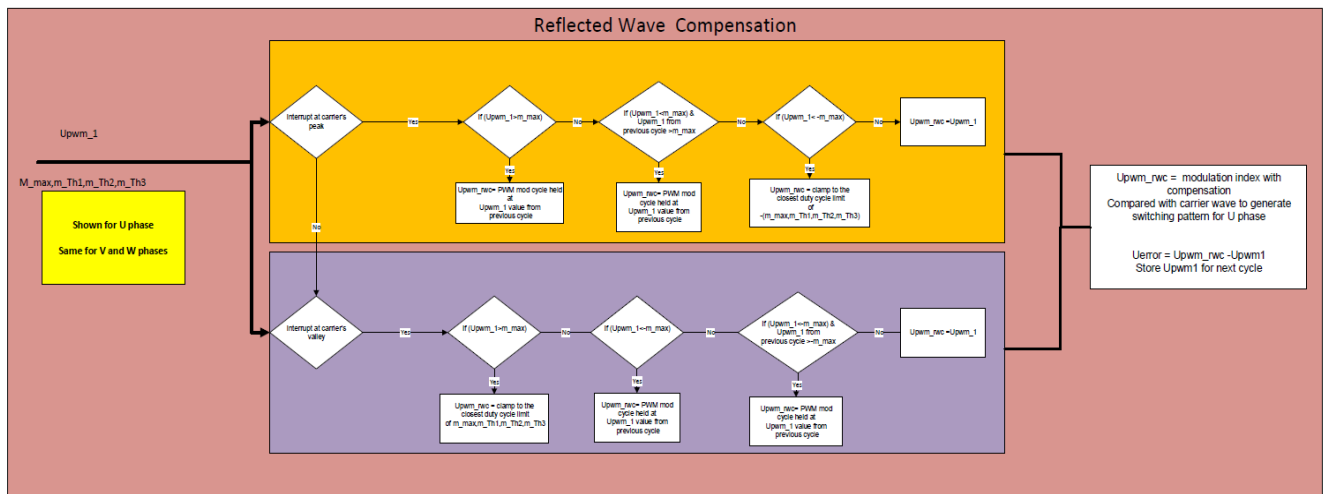 Reflected Wave Compensation
Upwm_1
M_max,m_Th1,m_Th2,m_Th3
Shown for U phase
Same for V and W phases
Interrupt at carrier's
peak
Yes
If (Upwm_1>m_max)
No
If (Upwm_1<m_max) &
Upwm_1 from
previous cycle >m_max
No
If (Upwm_1< -m_max)
No
Upwm_rwc =Upwm_1
Yes
Upwm_rwc= PWM mod cycle held
at
Upwm_1 value from
previous cycle
Yes
Upwm_rwc= PWM mod
cycle held at
Upwm_1 value from
previous cycle
Yes
Upwm_rwc = clamp to the
closest duty cycle limit
of
-(m_max,m_Th1,m_Th2,m_Th3)
No
Interrupt at carrier's
valley
Yes
If (Upwm_1>m_max)
No
If (Upwm_1<-m_max)
No
If (Upwm_1<-m_max) &
Upwm_1 from
previous cycle >-m_max
No
Upwm_rwc =Upwm_1
Yes
Upwm_rwc = clamp to the
closest duty cycle limit
of m_max,m_Th1,m_Th2,m_Th3
Yes
Upwm_rwc= PWM mod
cycle held at
Upwm_1 value from
previous cycle
Yes
Upwm_rwc= PWM mod
cycle held at
Upwm_1 value from
previous cycle
Upwm_rwc = modulation index with
compensation
Compared with carrier wave to generate
switching pattern for U phase
Uerror = Upwm_rwc -Upwm1
Store Upwm1 for next cycle